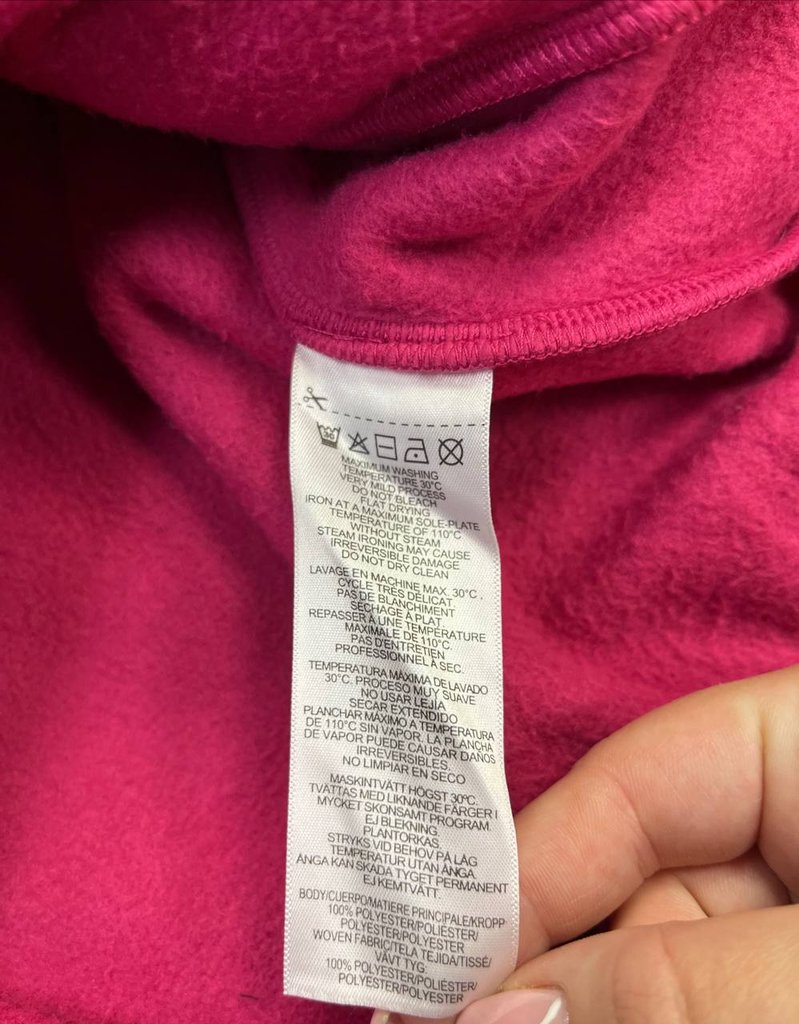 30
MAXIMUM WASHING
TEMPERATURE 30°C
VERY MILD PROCESS
DO NOT BLEACH
FLAT DRYING
IRON AT A MAXIMUM SOLE-PLATE
TEMPERATURE OF 110°C
WITHOUT STEAM
STEAM IRONING MAY CAUSE
IRREVERSIBLE DAMAGE
DO NOT DRY CLEAN
LAVAGE EN MACHINE MAX. 30°C.
CYCLE TRÈS DÉLICAT
PAS DE BLANCHIMENT
SÉCHAGE À PLAT.
REPASSER À UNE TEMPÉRATURE
MAXIMALE DE 110°C.
PAS D'ENTRETIEN
PROFESSIONNEL À SEC.
TEMPERATURA MÁXIMA DE LAVADO
30°C. PROCESO MUY SUAVE
NO USAR LEJÍA
SECAR EXTENDIDO
PLANCHAR MÁXIMO A TEMPERATURA
DE 110°C SIN VAPOR. LA PLANCHA
DE VAPOR PUEDE CAUSAR DAÑOS
IRREVERSIBLES.
NO LIMPIAR EN SECO
MASKINTVÄTT HÖGST 30°C.
TVÄTTAS MED LIKNANDE FÄRGER I
MYCKET SKONSAMT PROGRAM.
EJ BLEKNING.
PLANTORKAS.
STRYKS VID BEHOV PÅ LÅG
TEMPERATUR UTAN ÅNGA.
ÅNGA KAN SKADA TYGET PERMANENT
EJ KEMTVÄTT.
BODY/CUERPO/MATIERE PRINCIPALE/KROPP
100% POLYESTER/POLIÉSTER/
POLYESTER/POLYESTER
WOVEN FABRIC/TELA TEJIDA/TISSÉ/
VÄVT TYG:
100% POLYESTER/POLIÉSTER/
POLYESTER/POLYESTER